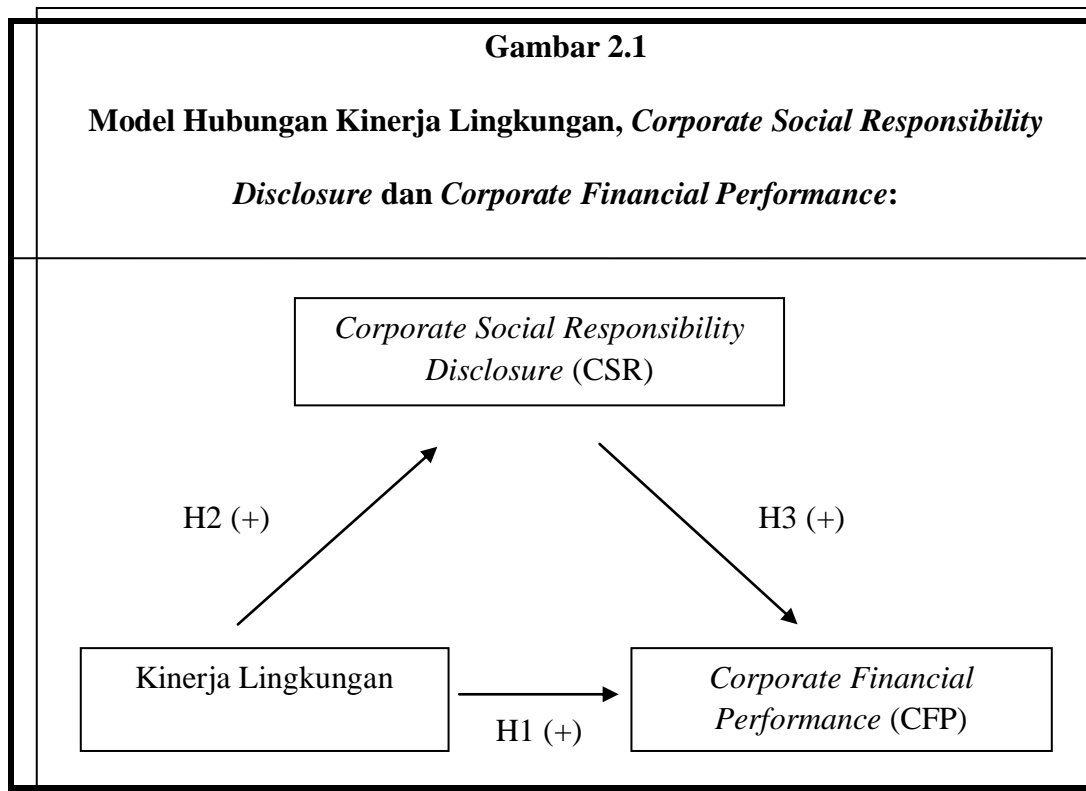 Gambar 2.1
Model Hubungan Kinerja Lingkungan, Corporate Social Responsibility
Disclosure dan Corporate Financial Performance:
Corporate Social Responsibility
Disclosure (CSR)
H2 (+)
H3 (+)
Kinerja Lingkungan
H1 (+)
Corporate Financial
Performance (CFP)